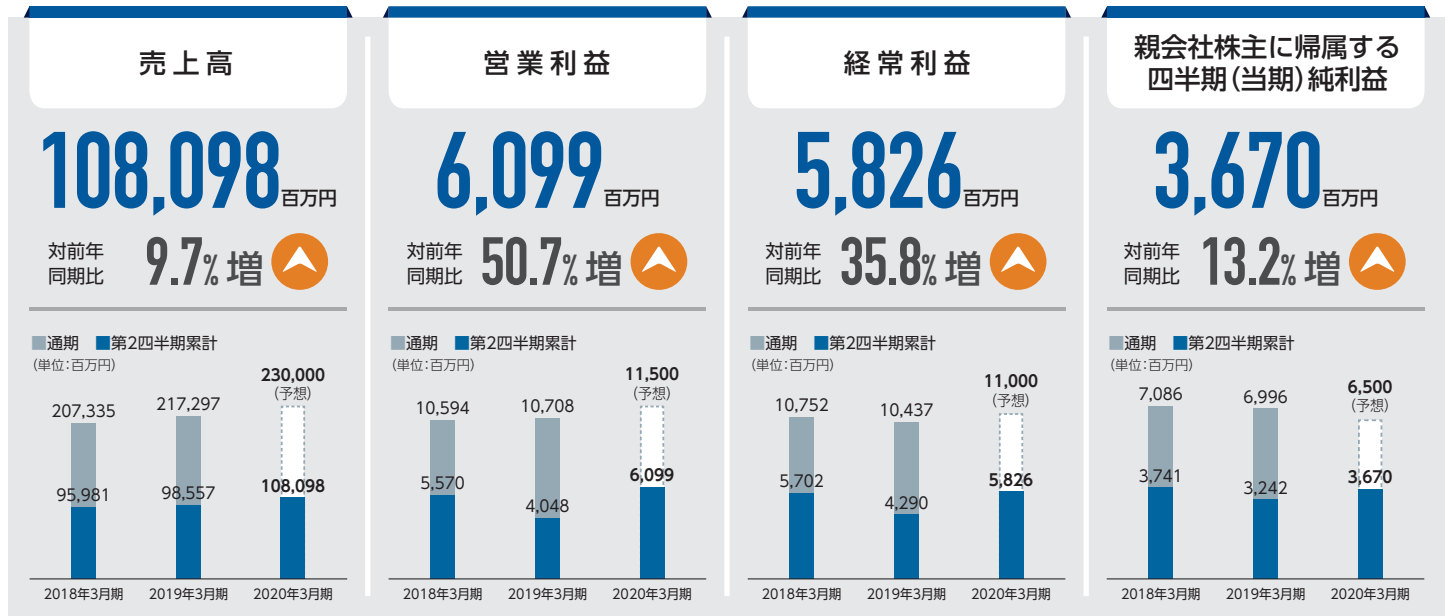 売上高
108,098百万円
対前年
同期比
9.7%増
■通期 ■第2四半期累計
(単位:百万円)
207,335
95,981
217,297
98,557
230,000
(予想)
108,098
2018年3月期 2019年3月期 2020年3月期
営業利益
6,099百万円
対前年
同期比
50.7%増
■通期 ■第2四半期累計
(単位:百万円)
10,594
5,570
10,708
4,048
11,500
(予想)
6,099
2018年3月期 2019年3月期 2020年3月期
経常利益
5,826百万円
対前年
同期比
35.8%増
■通期 ■第2四半期累計
(単位:百万円)
10,752
5,702
10,437
4,290
11,000
(予想)
5,826
2018年3月期 2019年3月期 2020年3月期
親会社株主に帰属する
四半期(当期)純利益
3,670百万円
対前年
同期比
13.2%増
■通期 ■第2四半期累計
(単位:百万円)
7,086
3,741
6,996
3,242
6,500
(予想)
3,670
2018年3月期 2019年3月期 2020年3月期